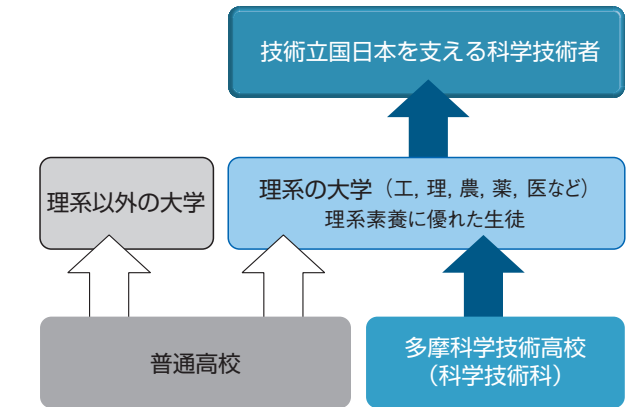 技術立国日本を支える科学技術者
理系以外の大学
理系の大学（工, 理, 農, 薬, 医など）
理系素養に優れた生徒
普通高校
多摩科学技術高校
（科学技術科）